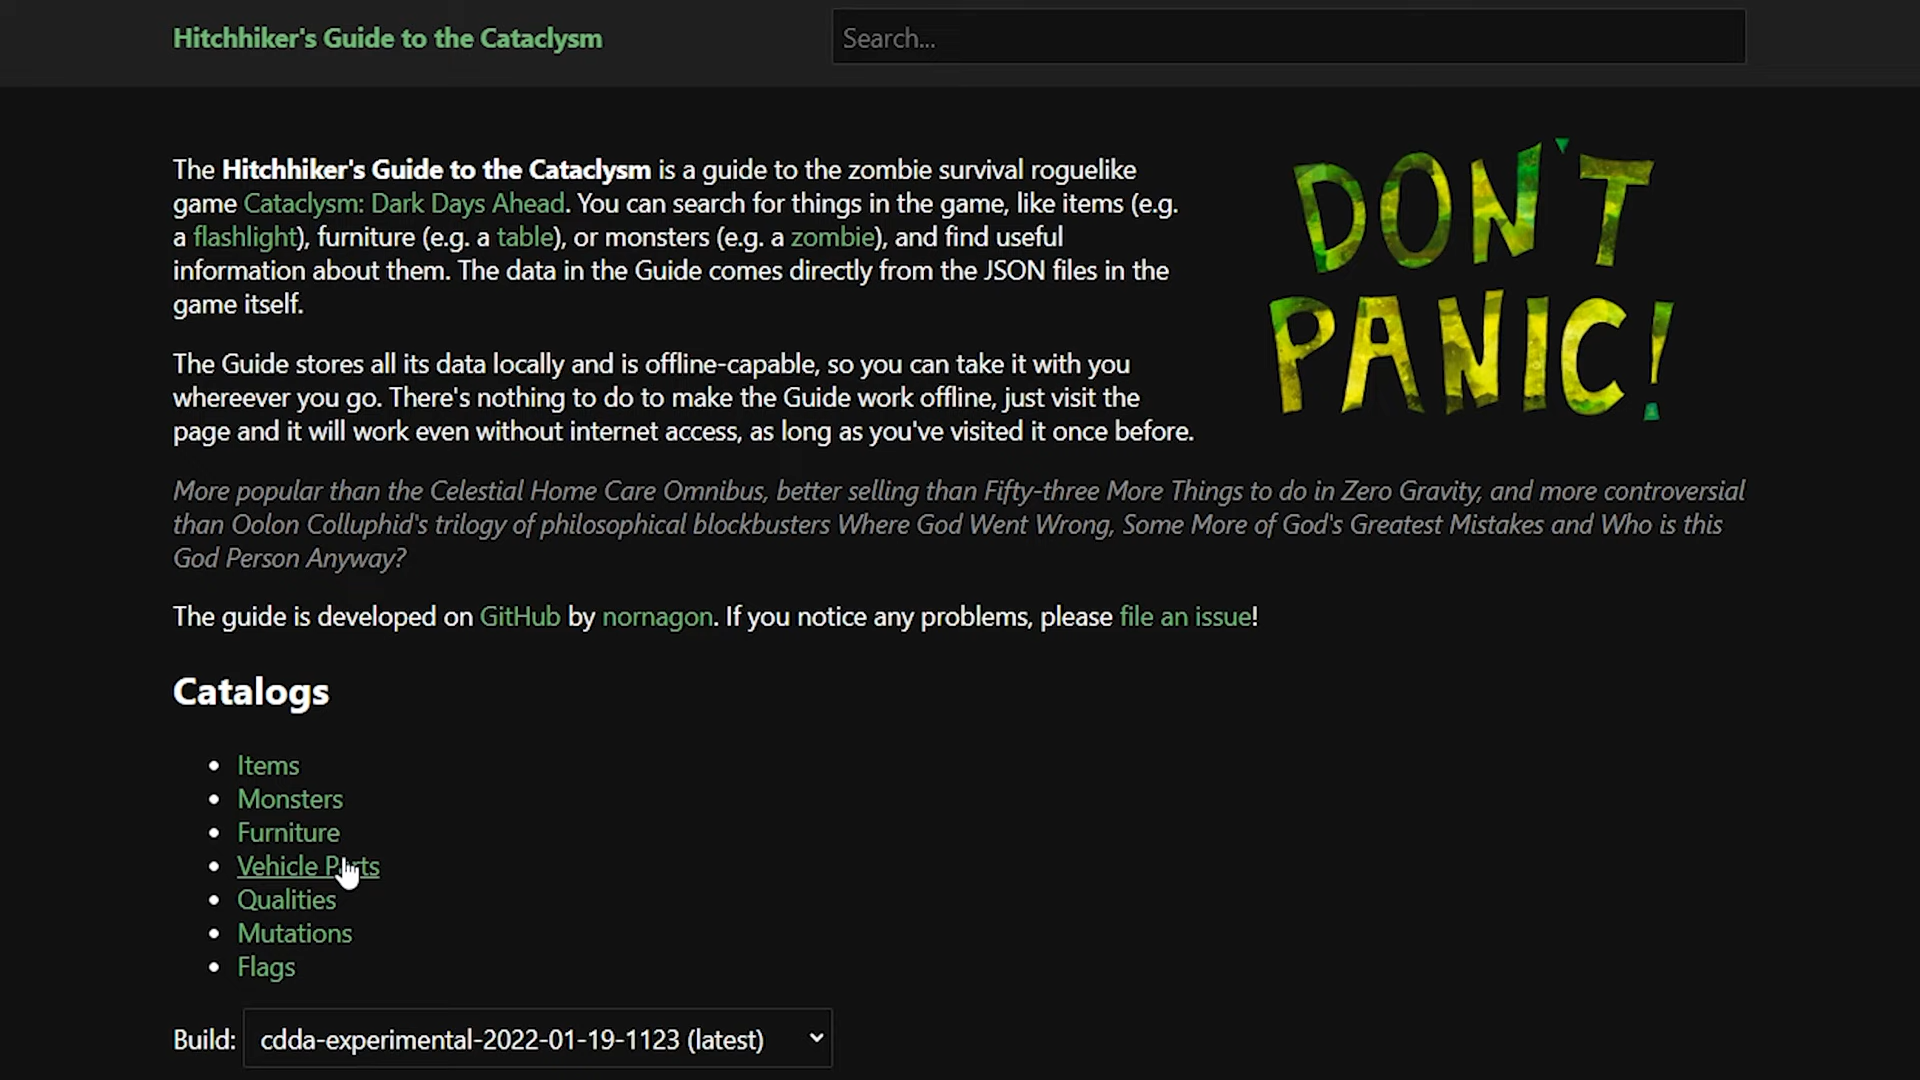 Hitchhiker's Guide to the Cataclysm
Search...
The Hitchhiker's Guide to the Cataclysm is a guide to the zombie survival roguelike
game Cataclysm: Dark Days Ahead. You can search for things in the game, like items (e.g.
a flashlight), furniture (e.g. a table), or monsters (e.g. a zombie), and find useful
information about them. The data in the Guide comes directly from the JSON files in the
game itself.
DON'T
PANIC!
The Guide stores all its data locally and is offline-capable, so you can take it with you
whereever you go. There's nothing to do to make the Guide work offline, just visit the
page and it will work even without internet access, as long as you've visited it once before.
More popular than the Celestial Home Care Omnibus, better selling than Fifty-three More Things to do in Zero Gravity, and more controversial
than Oolon Colluphid's trilogy of philosophical blockbusters Where God Went Wrong, Some More of God's Greatest Mistakes and Who is this
God Person Anyway?
The guide is developed on GitHub by nornagon. If you notice any problems, please file an issue!
Catalogs
Items
Monsters
Furniture
Vehicle Parts
Qualities
Mutations
Flags
Build: cdda-experimental-2022-01-19-1123 (latest)